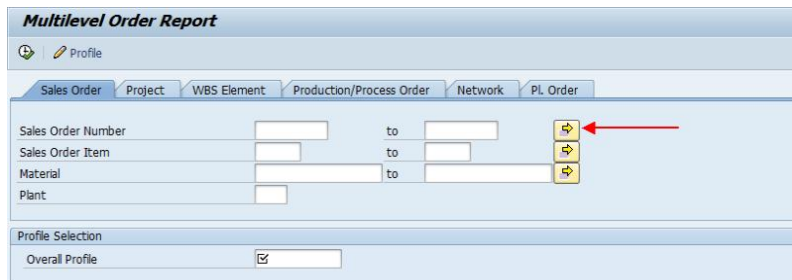 Multilevel Order Report
Profile
Sales Order Project WBS Element Production/Process Order Network Pl. Order
Sales Order Number to
Sales Order Item to
Material to
Plant
Profile Selection
Overall Profile